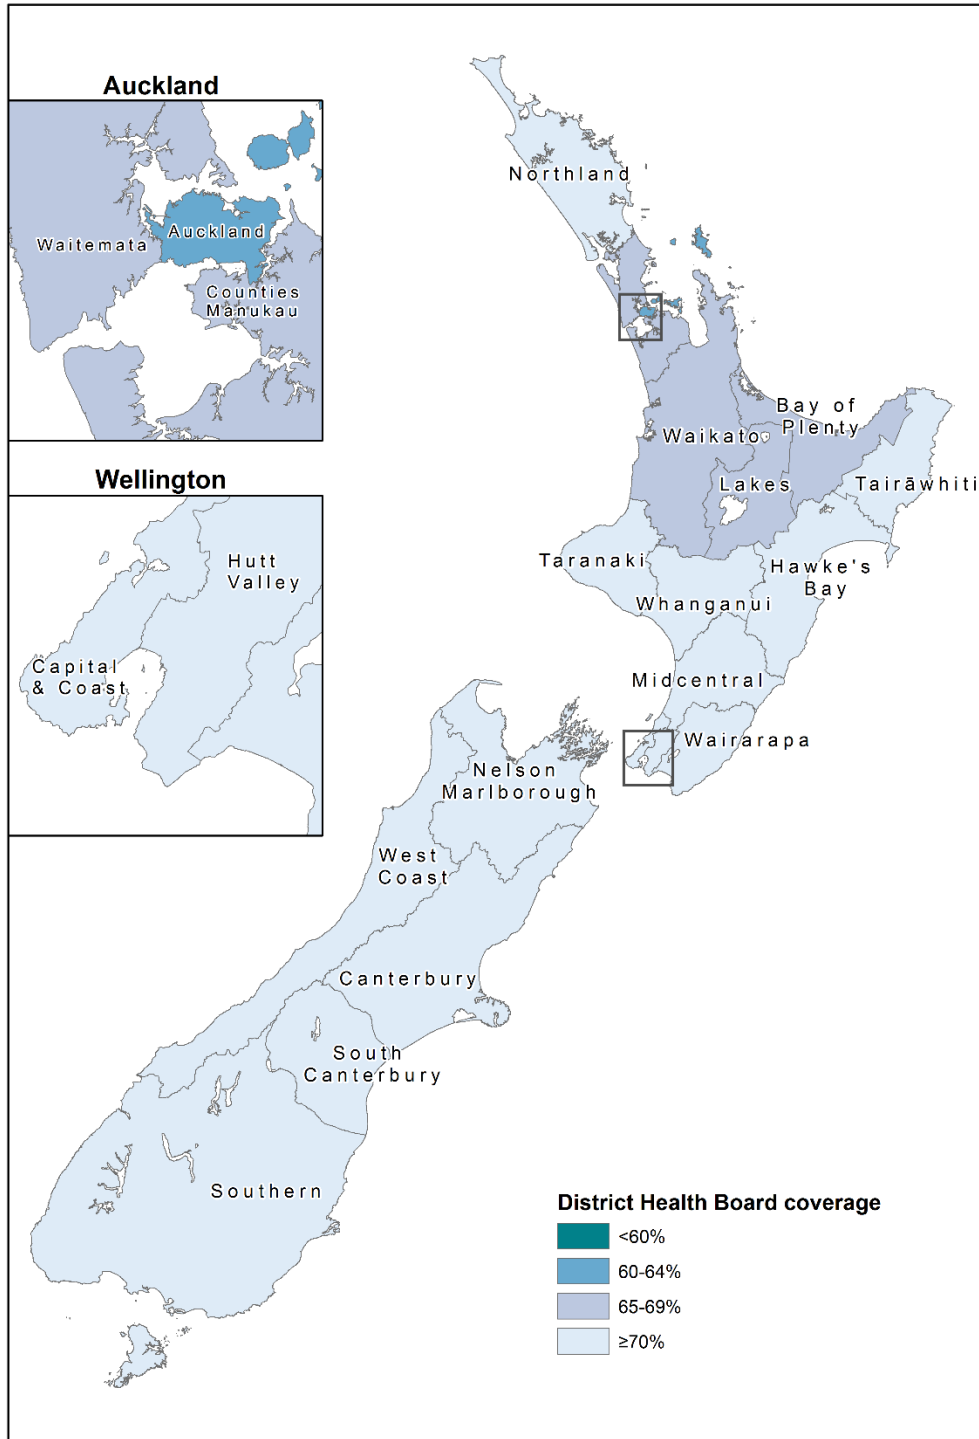 Auckland
Waitemata
Auckland
Counties
Manukau
Wellington
Hutt
Valley
Capital
& Coast
Northland
Bay of
Plenty
Waikato
Lakes
Tairāwhiti
Taranaki
Hawke's
Bay
Whanganui
Midcentral
Wairarapa
Nelson
Marlborough
West
Coast
Canterbury
South
Canterbury
Southern
District Health Board coverage
<60%
60-64%
65-69%
≥70%